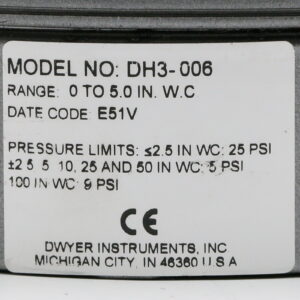 MODEL NO: DH3-006
RANGE: 0 TO 5.0 IN. W.C
DATE CODE: E51V
PRESSURE LIMITS: ≤2.5 IN WC: 25 PSI
±2.5 5 10, 25 AND 50 IN WC: 5 PSI
100 IN WC: 9 PSI
CE
DWYER INSTRUMENTS, INC
MICHIGAN CITY, IN 46360 U S A